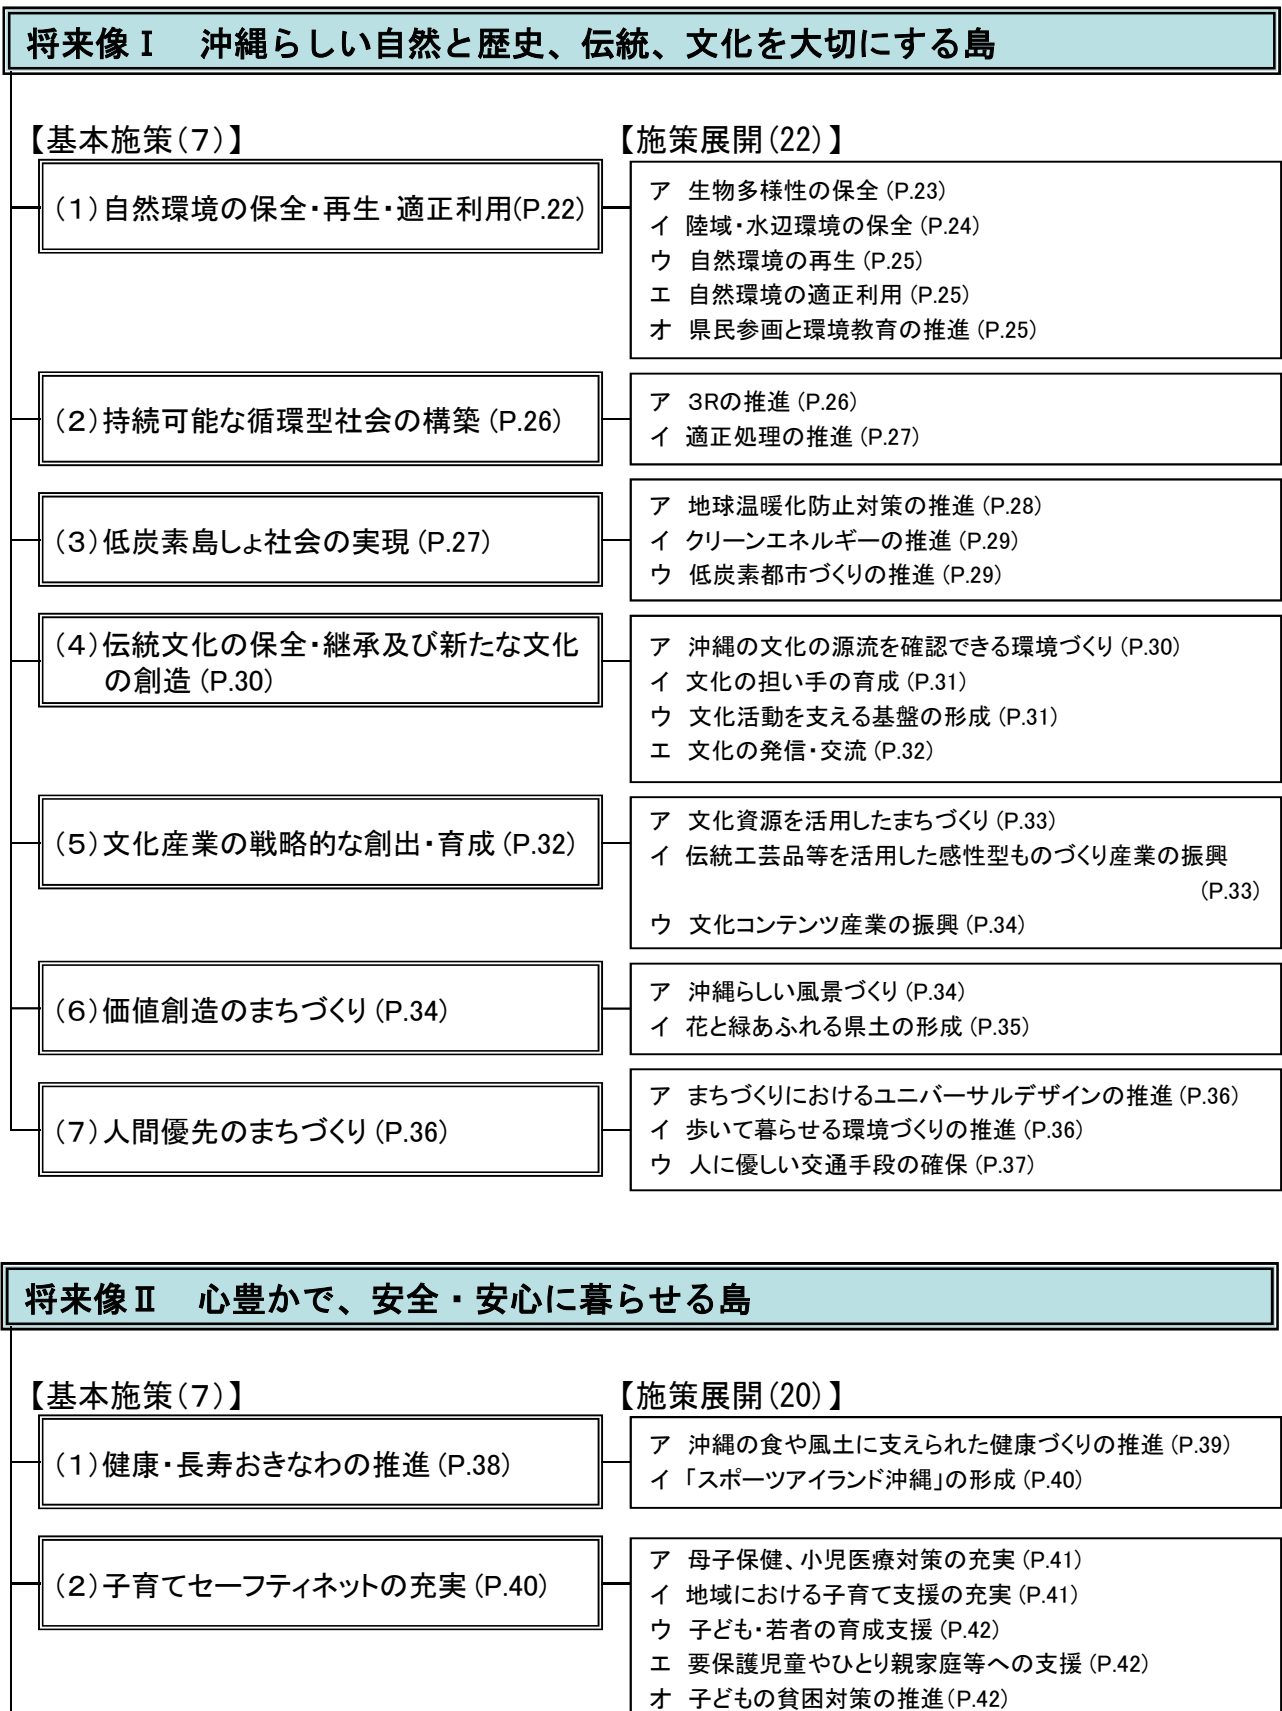 将来像Ⅰ　沖縄らしい自然と歴史、伝統、文化を大切にする島
【基本施策(７)】
【施策展開(22)】
(１)自然環境の保全・再生・適正利用(P.22)
ア 生物多様性の保全(P.23)
イ 陸域・水辺環境の保全(P.24)
ウ 自然環境の再生(P.25)
エ 自然環境の適正利用(P.25)
オ 県民参画と環境教育の推進(P.25)
(２)持続可能な循環型社会の構築(P.26)
ア ３Rの推進(P.26)
イ 適正処理の推進(P.27)
(３)低炭素島しょ社会の実現(P.27)
ア 地球温暖化防止対策の推進(P.28)
イ クリーンエネルギーの推進(P.29)
ウ 低炭素都市づくりの推進(P.29)
(４)伝統文化の保全・継承及び新たな文化
の創造(P.30)
ア 沖縄の文化の源流を確認できる環境づくり(P.30)
イ 文化の担い手の育成(P.31)
ウ 文化活動を支える基盤の形成(P.31)
エ 文化の発信・交流(P.32)
(５)文化産業の戦略的な創出・育成(P.32)
ア 文化資源を活用したまちづくり(P.33)
イ 伝統工芸品等を活用した感性型ものづくり産業の振興
(P.33)
ウ 文化コンテンツ産業の振興(P.34)
(６)価値創造のまちづくり(P.34)
ア 沖縄らしい風景づくり(P.34)
イ 花と緑あふれる県土の形成(P.35)
(７)人間優先のまちづくり(P.36)
ア まちづくりにおけるユニバーサルデザインの推進(P.36)
イ 歩いて暮らせる環境づくりの推進(P.36)
ウ 人に優しい交通手段の確保(P.37)
将来像Ⅱ　心豊かで、安全・安心に暮らせる島
【基本施策(７)】
【施策展開(20)】
(１)健康・長寿おきなわの推進(P.38)
ア 沖縄の食や風土に支えられた健康づくりの推進(P.39)
イ 「スポーツアイランド沖縄」の形成(P.40)
(２)子育てセーフティネットの充実(P.40)
ア 母子保健、小児医療対策の充実(P.41)
イ 地域における子育て支援の充実(P.41)
ウ 子ども・若者の育成支援(P.42)
エ 要保護児童やひとり親家庭等への支援(P.42)
オ 子どもの貧困対策の推進(P.42)